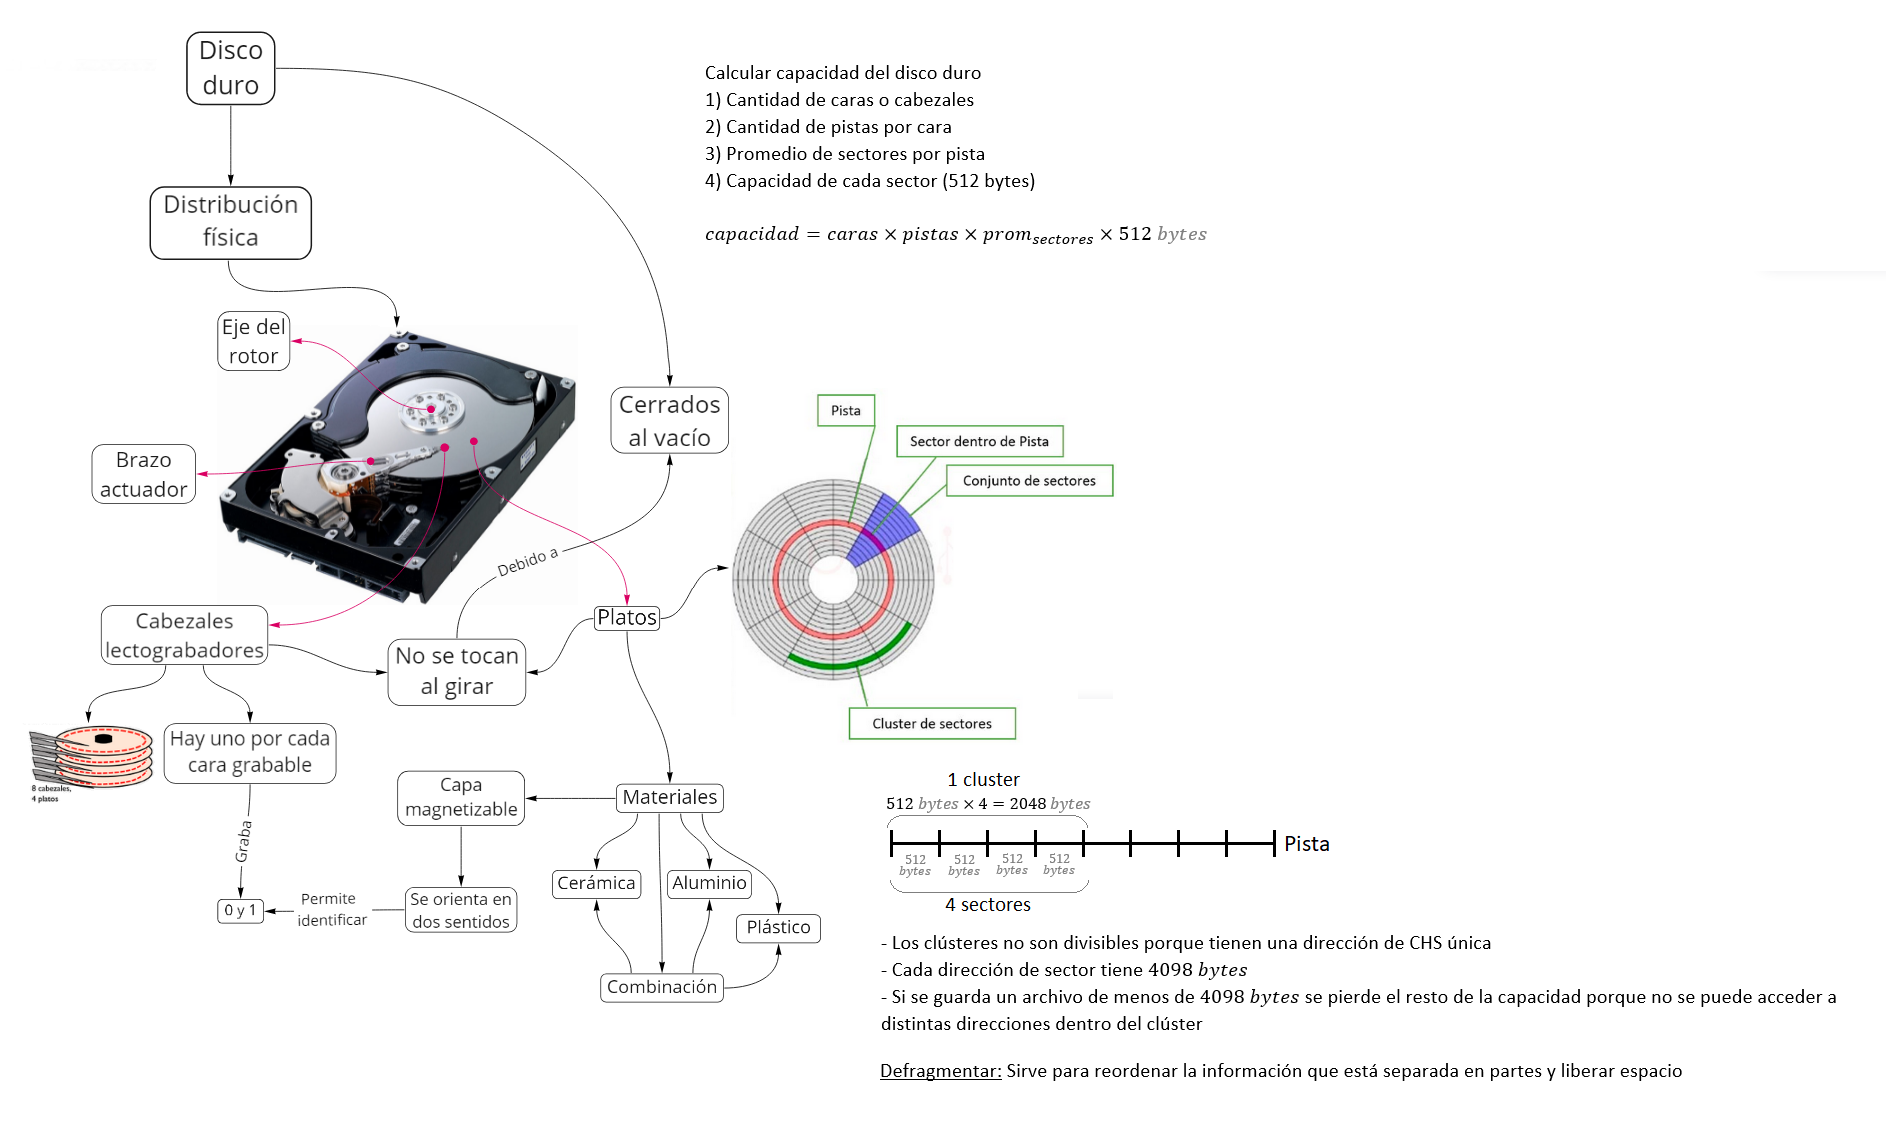 Disco
duro
Calcular capacidad del disco duro
1) Cantidad de caras o cabezales
2) Cantidad de pistas por cara
3) Promedio de sectores por pista
4) Capacidad de cada sector (512 bytes)
capacidad = caras × pistas × prom_sectores × 512 bytes
Distribución
física
Eje del
rotor
Cerrados
al vacío
Brazo
actuador
Pista
Sector dentro de Pista
Conjunto de sectores
Debido a
Platos
Cabezales
lectograbadores
No se tocan
al girar
Cluster de sectores
Hay uno por cada
cara grabable
8 cabezales,
4 platos
Capa
magnetizable
Materiales
Graba
Cerámica
Aluminio
Plástico
Combinación
0 y 1
Permite
identificar
Se orienta en
dos sentidos
1 cluster
512 bytes × 4 = 2048 bytes
Pista
512 512 512 512
bytes bytes bytes bytes
4 sectores
- Los clústeres no son divisibles porque tienen una dirección de CHS única
- Cada dirección de sector tiene 4098 bytes
- Si se guarda un archivo de menos de 4098 bytes se pierde el resto de la capacidad porque no se puede acceder a
distintas direcciones dentro del clúster
Defragmentar: Sirve para reordenar la información que está separada en partes y liberar espacio